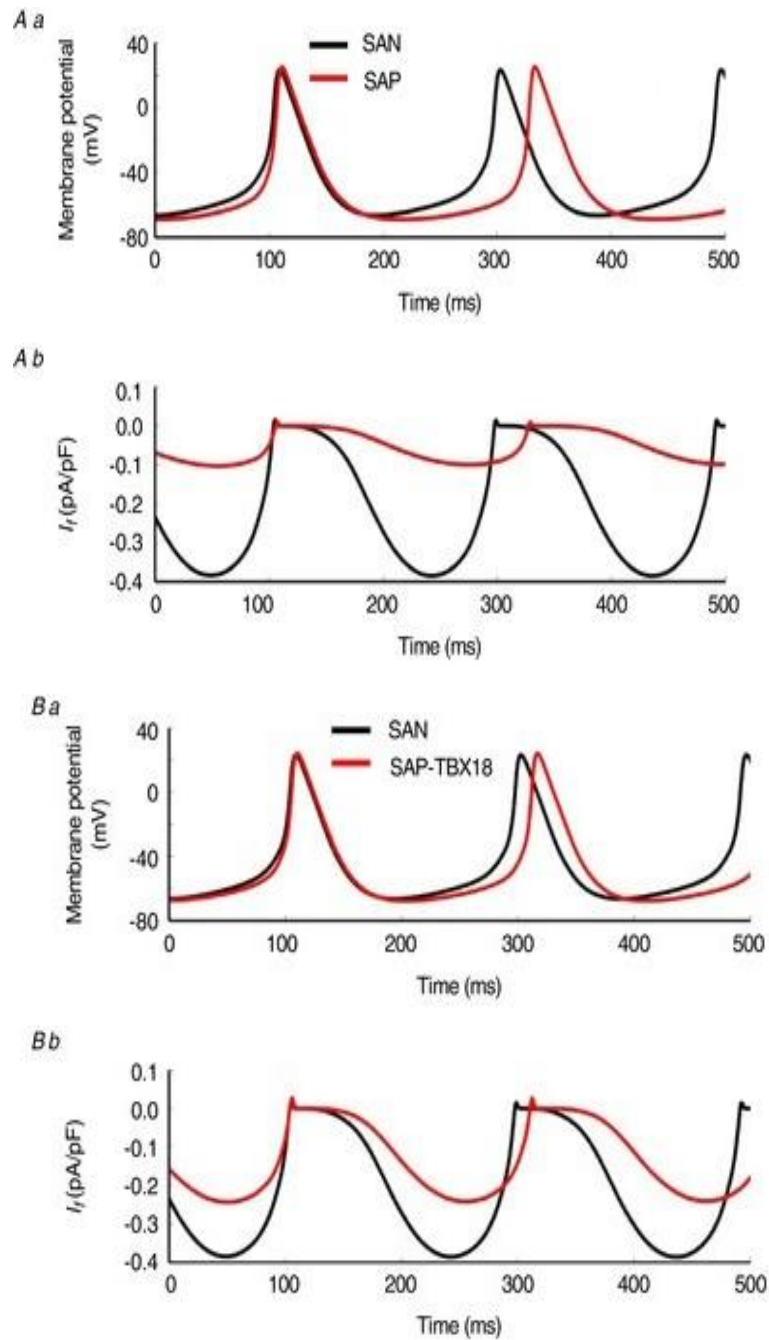 A a
40
0
-40
-80
Membrane potential
(mV)
SAN
SAP
0 100 200 300 400 500
Time (ms)
A b
0.1
0.0
-0.1
-0.2
-0.3
-0.4
If (pA/pF)
0 100 200 300 400 500
Time (ms)
B a
40
0
-40
-80
Membrane potential
(mV)
SAN
SAP-TBX18
0 100 200 300 400 500
Time (ms)
B b
0.1
0.0
-0.1
-0.2
-0.3
-0.4
If (pA/pF)
0 100 200 300 400 500
Time (ms)